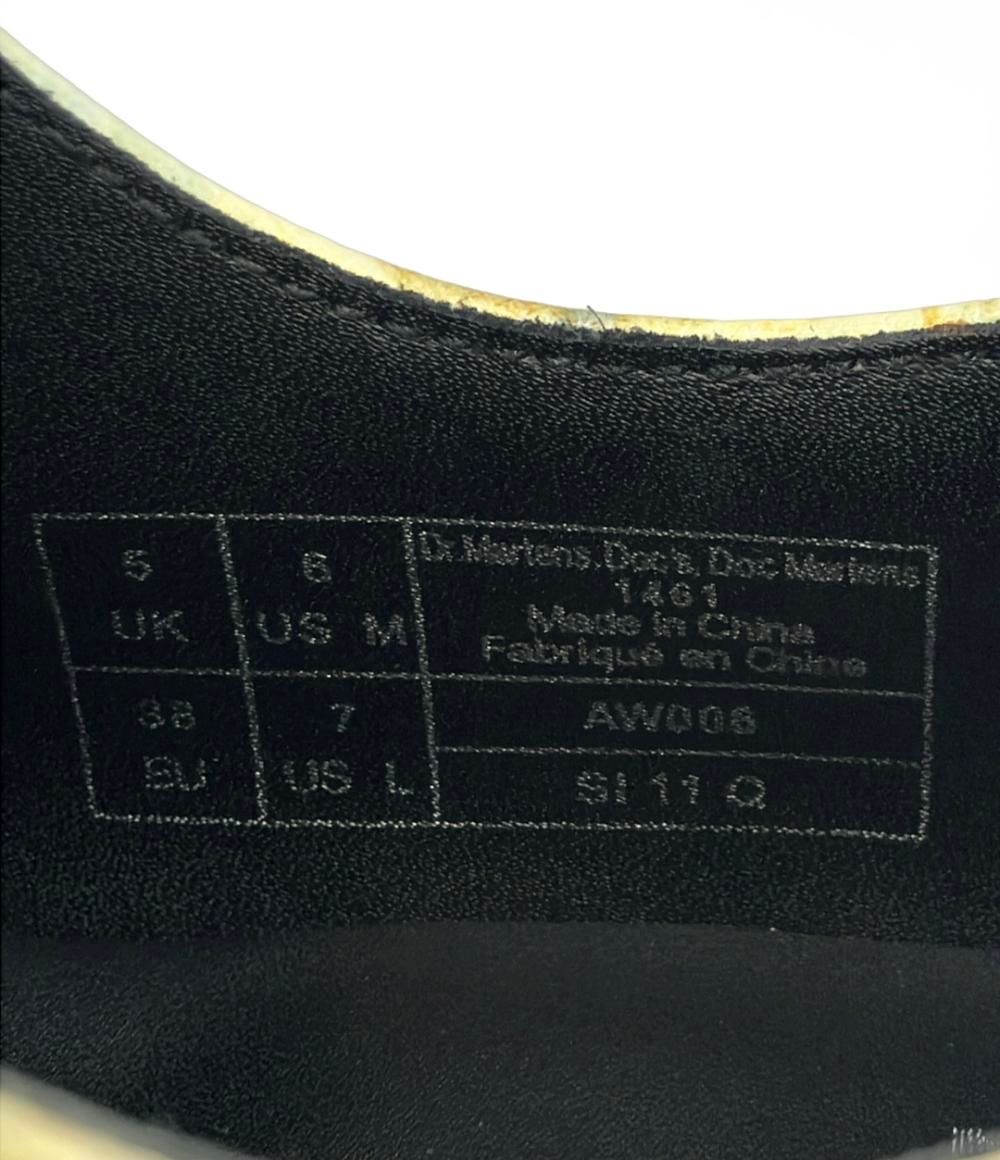 5
UK
6
US M
Dr. Martens. Doc's. Doc Martens
1461
Made in China
Fabriqué en Chine
38
EU
7
US L
AW006
SI 11 Q